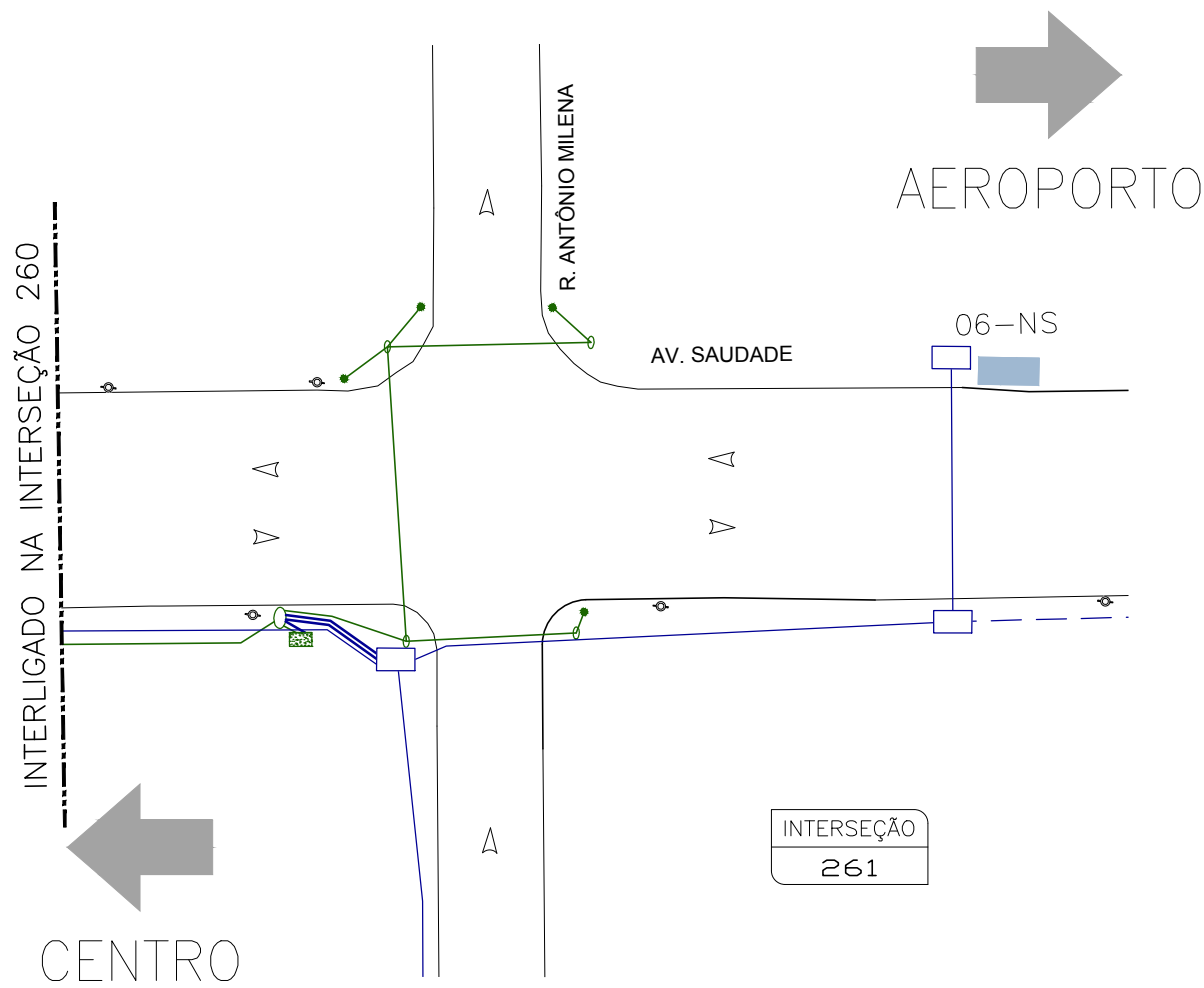 R. ANTÔNIO MILENA
AEROPORTO
INTERLIGADO NA INTERSEÇÃO 260
06-NS
AV. SAUDADE
INTERSEÇÃO
261
CENTRO